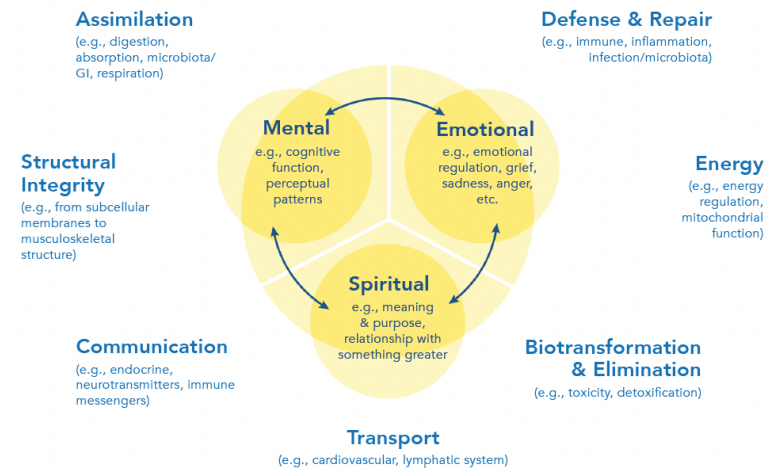 Assimilation
(e.g., digestion,
absorption, microbiota/
GI, respiration)
Defense & Repair
(e.g., immune, inflammation,
infection/microbiota)
Mental
e.g., cognitive
function,
perceptual
patterns
Emotional
e.g., emotional
regulation, grief,
sadness, anger,
etc.
Structural
Integrity
(e.g., from subcellular
membranes to
musculoskeletal
structure)
Energy
(e.g., energy
regulation,
mitochondrial
function)
Spiritual
e.g., meaning
& purpose,
relationship with
something greater
Communication
(e.g., endocrine,
neurotransmitters, immune
messengers)
Biotransformation
& Elimination
(e.g., toxicity, detoxification)
Transport
(e.g., cardiovascular, lymphatic system)